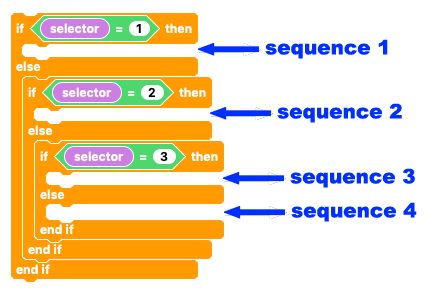 if selector = 1 then
sequence 1
else
if selector = 2 then
sequence 2
else
if selector = 3 then
sequence 3
else
sequence 4
end if
end if
end if